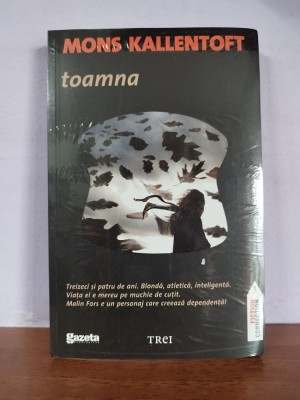 MONS KALLENTOFT
toamna
Treizeci și patru de ani. Blondă, atletică, inteligentă.
Viața ei e mereu pe muchie de cuțit.
Malin Fors e un personaj care creează dependență!
gazeta
TREI